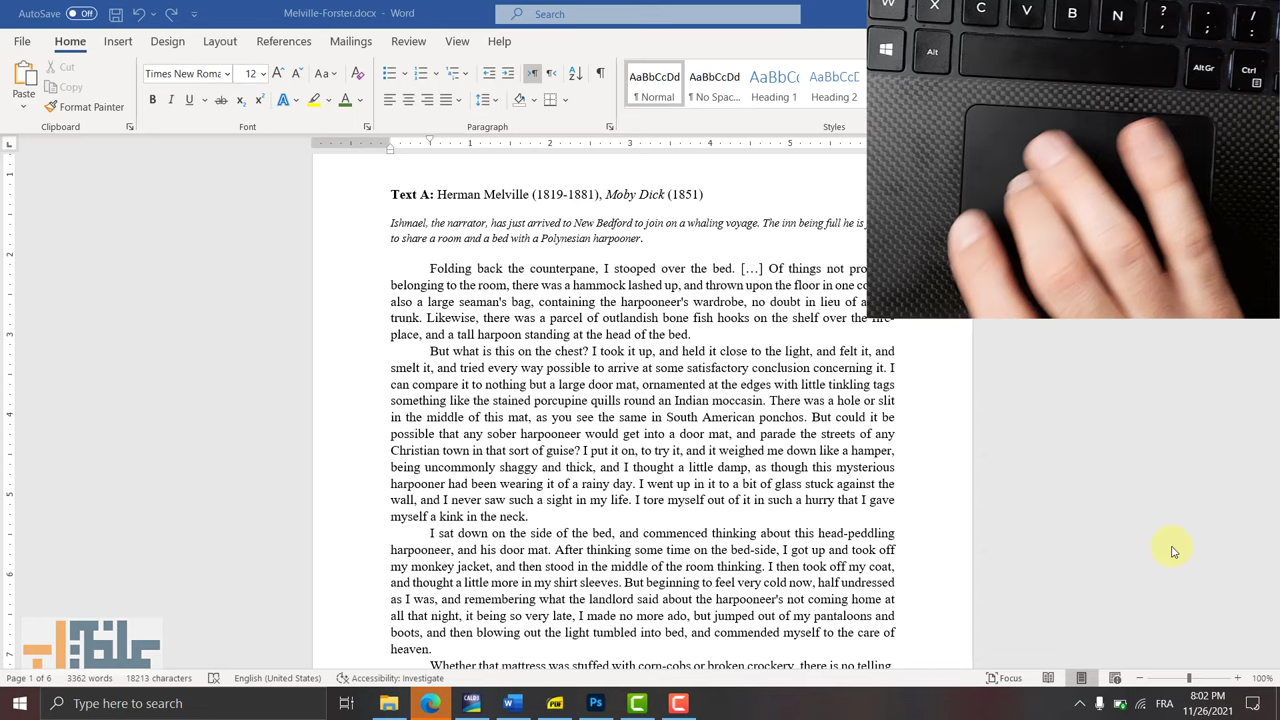 AutoSave Off Melville-Forster.docx Search
File Home Insert Design Layout References Mailings Review View Help
Paste Cut Copy Format Painter
Times New Roma 12 Aa
B I U ab x₂ x² A A
AaBbCcDd AaBbCcDd AaBbCc AaBbCcD
¶ Normal ¶ No Spac... Heading 1 Heading 2
Clipboard Font Paragraph Styles
X C V B N ? ; : . / Alt AltGr Ctrl
1 2 3 4 5
Text A: Herman Melville (1819-1881), Moby Dick (1851)
Ishmael, the narrator, has just arrived to New Bedford to join on a whaling voyage. The inn being full he is
to share a room and a bed with a Polynesian harpooner.
Folding back the counterpane, I stooped over the bed. […] Of things not
belonging to the room, there was a hammock lashed up, and thrown upon the floor in one
also a large seaman's bag, containing the harpooneer's wardrobe, no doubt in lieu of a
trunk. Likewise, there was a parcel of outlandish bone fish hooks on the shelf over the fire-
place, and a tall harpoon standing at the head of the bed.
But what is this on the chest? I took it up, and held it close to the light, and felt it, and
smelt it, and tried every way possible to arrive at some satisfactory conclusion concerning it. I
can compare it to nothing but a large door mat, ornamented at the edges with little tinkling tags
something like the stained porcupine quills round an Indian moccasin. There was a hole or slit
in the middle of this mat, as you see the same in South American ponchos. But could it be
possible that any sober harpooneer would get into a door mat, and parade the streets of any
Christian town in that sort of guise? I put it on, to try it, and it weighed me down like a hamper,
being uncommonly shaggy and thick, and I thought a little damp, as though this mysterious
harpooneer had been wearing it of a rainy day. I went up in it to a bit of glass stuck against the
wall, and I never saw such a sight in my life. I tore myself out of it in such a hurry that I gave
myself a kink in the neck.
I sat down on the side of the bed, and commenced thinking about this head-peddling
harpooneer, and his door mat. After thinking some time on the bed-side, I got up and took off
my monkey jacket, and then stood in the middle of the room thinking. I then took off my coat,
and thought a little more in my shirt sleeves. But beginning to feel very cold now, half undressed
as I was, and remembering what the landlord said about the harpooneer's not coming home at
all that night, it being so very late, I made no more ado, but jumped out of my pantaloons and
boots, and then blowing out the light tumbled into bed, and commended myself to the care of
heaven.
Whether that mattress was stuffed with corn-cobs or broken crockery, there is no telling,
Page 1 of 6 3362 words 18213 characters English (United States) Accessibility: Investigate Focus 100%
Type here to search CALBS FRA 8:02 PM
11/26/2021